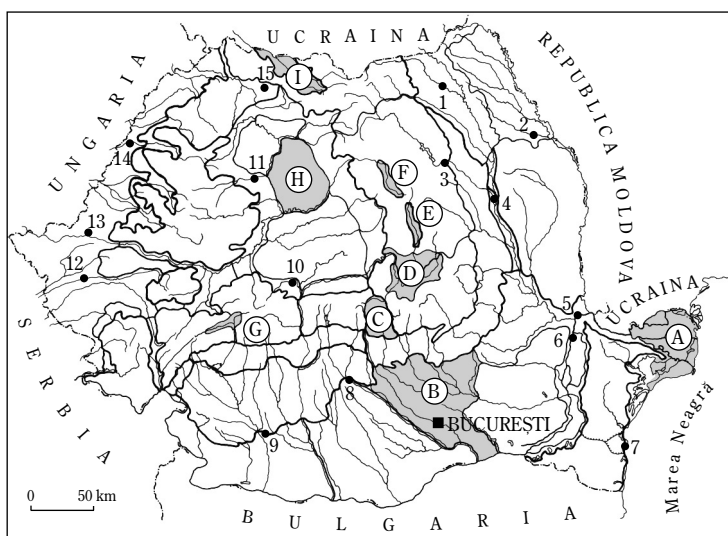 UCRAINA
UNGARIA
REPUBLICA MOLDOVA
I
15
1
2
14
11
H
F
3
E
4
13
12
10
D
5
UCRAINA
A
G
C
6
SERBIA
B
8
BUCUREȘTI
9
7
Marea Neagră
0 50 km
BULGARIA